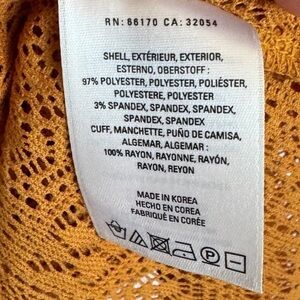 RN: 66170 CA: 32054
SHELL, EXTÉRIEUR, EXTERIOR,
ESTERNO, OBERSTOFF :
97% POLYESTER, POLYESTER, POLIÉSTER,
POLYESTERE, POLYESTER
3% SPANDEX, SPANDEX, SPANDEX,
SPANDEX, SPANDEX
CUFF, MANCHETTE, PUÑO DE CAMISA,
ALGEMAR, ALGEMAR :
100% RAYON, RAYONNE, RAYÓN,
RAYON, REYON
MADE IN KOREA
HECHO EN COREA
FABRIQUÉ EN CORÉE
P